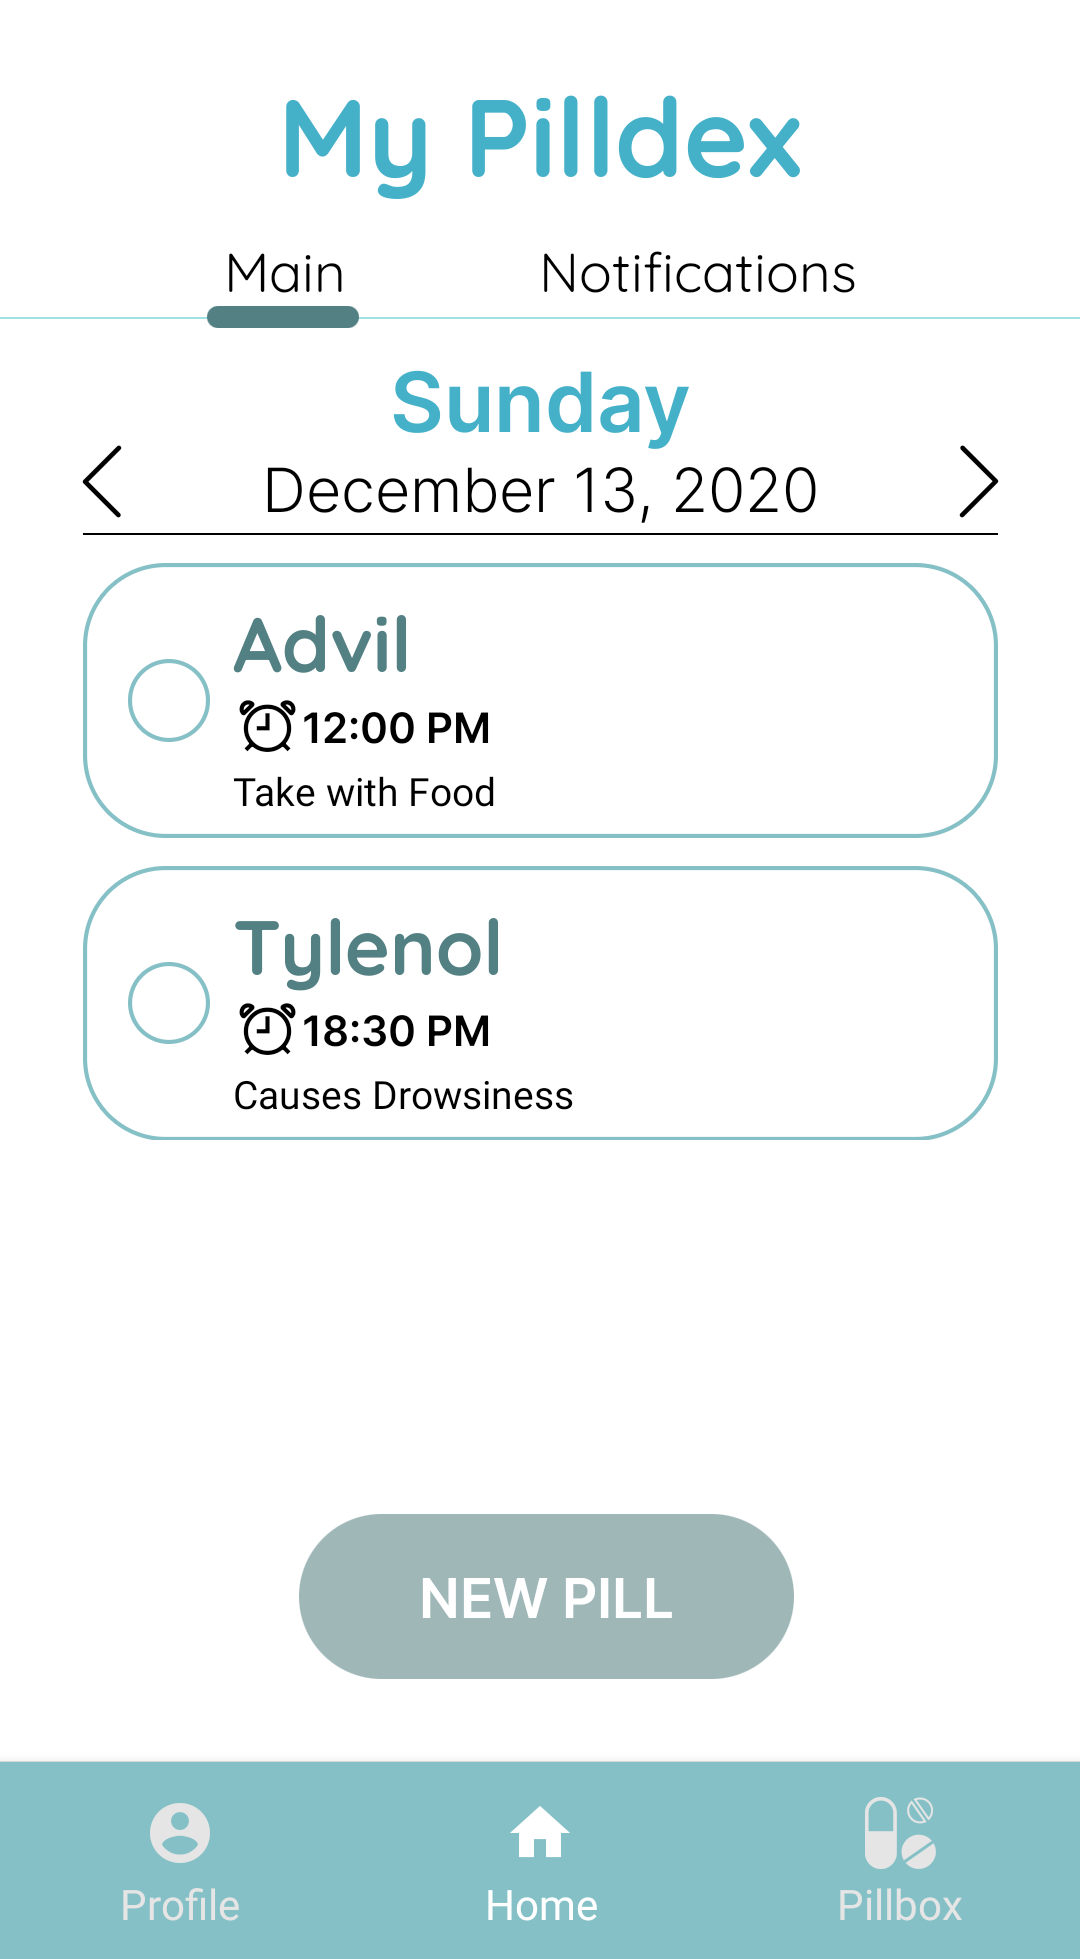 My Pilldex
Main Notifications
Sunday
December 13, 2020
Advil
12:00 PM
Take with Food
Tylenol
18:30 PM
Causes Drowsiness
NEW PILL
Profile Home Pillbox